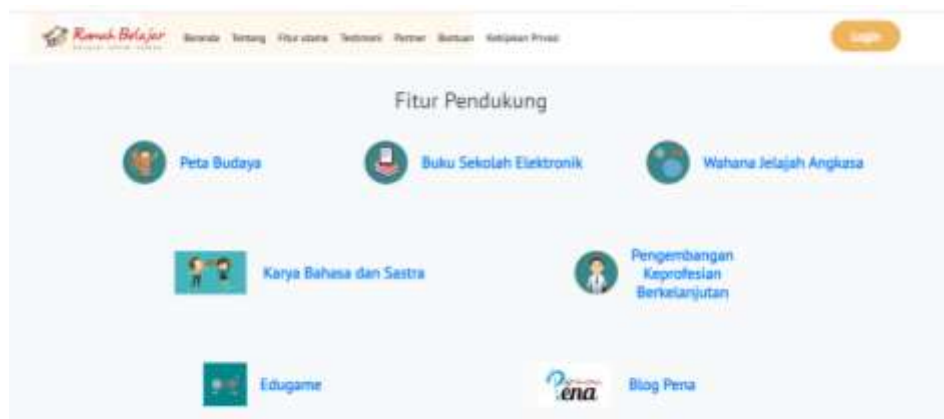 Rumah Belajar
Beranda Tentang Fitur utama Testimoni Partner Bantuan Kebijakan Privasi
Login
Fitur Pendukung
Peta Budaya
Buku Sekolah Elektronik
Wahana Jelajah Angkasa
Karya Bahasa dan Sastra
Pengembangan
Keprofesian
Berkelanjutan
Edugame
Pena
Blog Pena